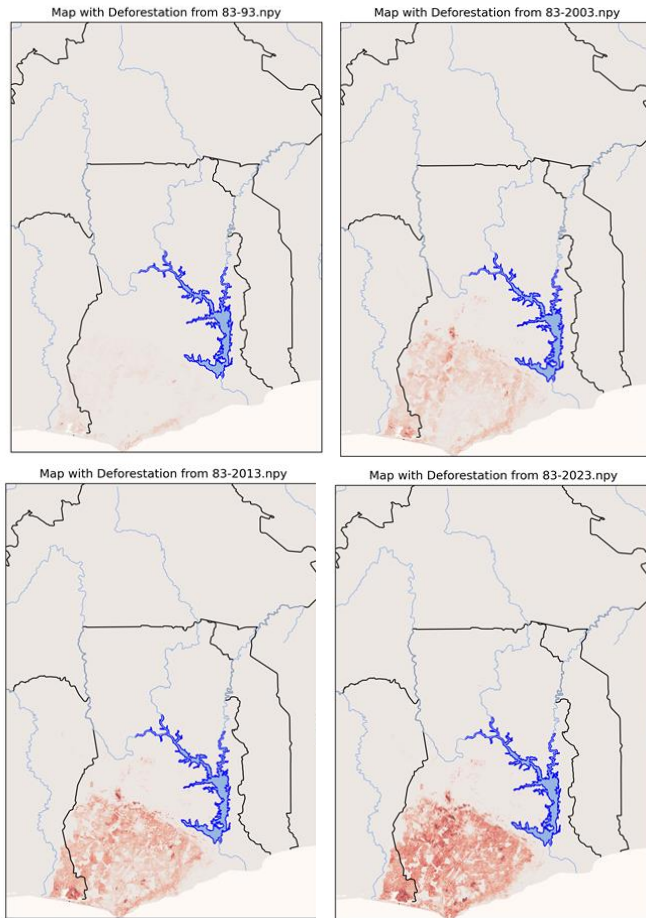 Map with Deforestation from 83-93.npy
Map with Deforestation from 83-2003.npy
Map with Deforestation from 83-2013.npy
Map with Deforestation from 83-2023.npy